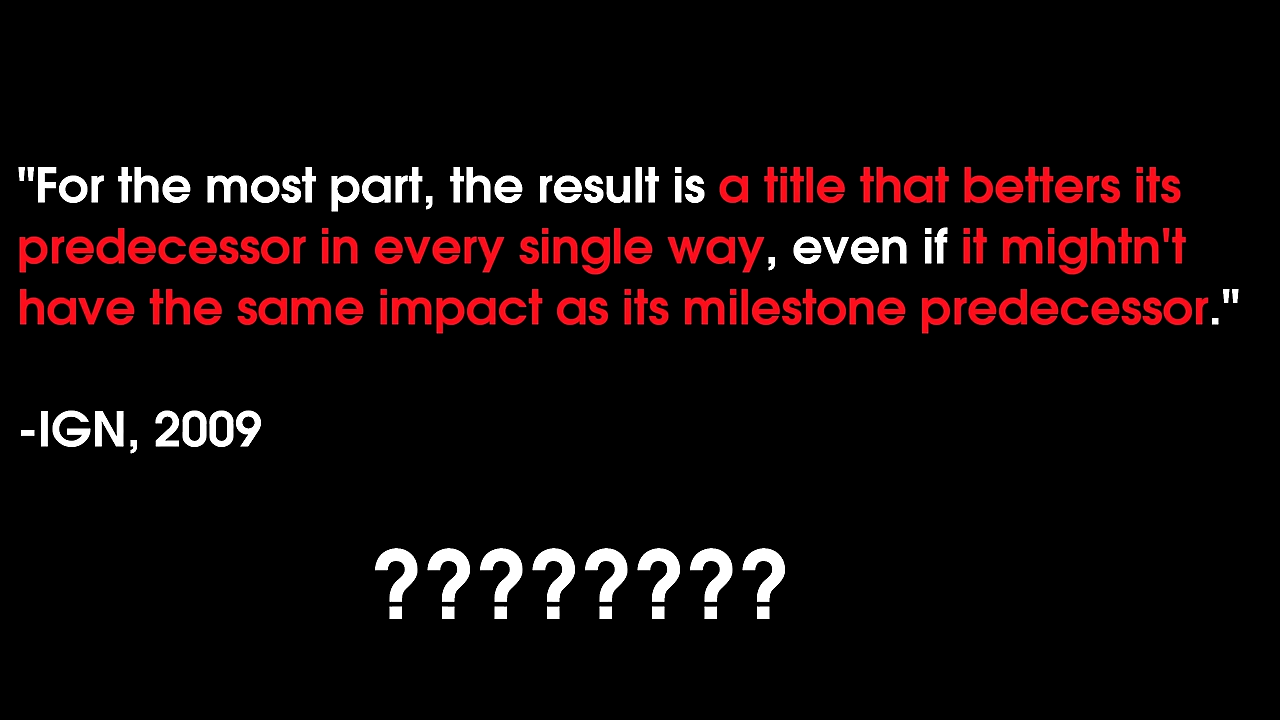 "For the most part, the result is a title that betters its
predecessor in every single way, even if it mightn't
have the same impact as its milestone predecessor."
-IGN, 2009
????????